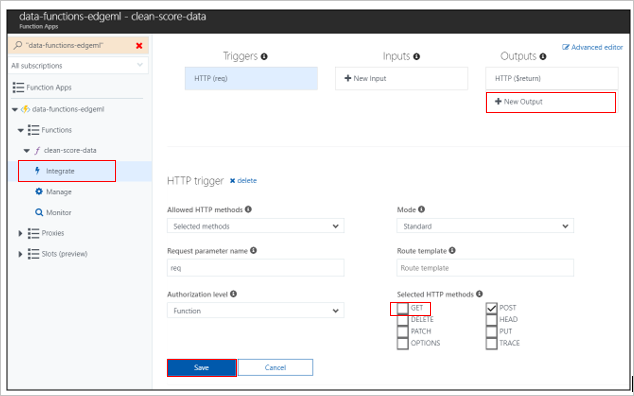 data-functions-edgeml - clean-score-data
Function Apps
"data-functions-edgeml"
All subscriptions
Function Apps
data-functions-edgeml
Functions
clean-score-data
Integrate
Manage
Monitor
Proxies
Slots (preview)
Advanced editor
Triggers
HTTP (req)
Inputs
New Input
Outputs
HTTP ($return)
New Output
HTTP trigger delete
Allowed HTTP methods
Selected methods
Mode
Standard
Request parameter name
req
Route template
Route template
Authorization level
Function
Selected HTTP methods
GET
POST
DELETE
HEAD
PATCH
PUT
OPTIONS
TRACE
Save
Cancel